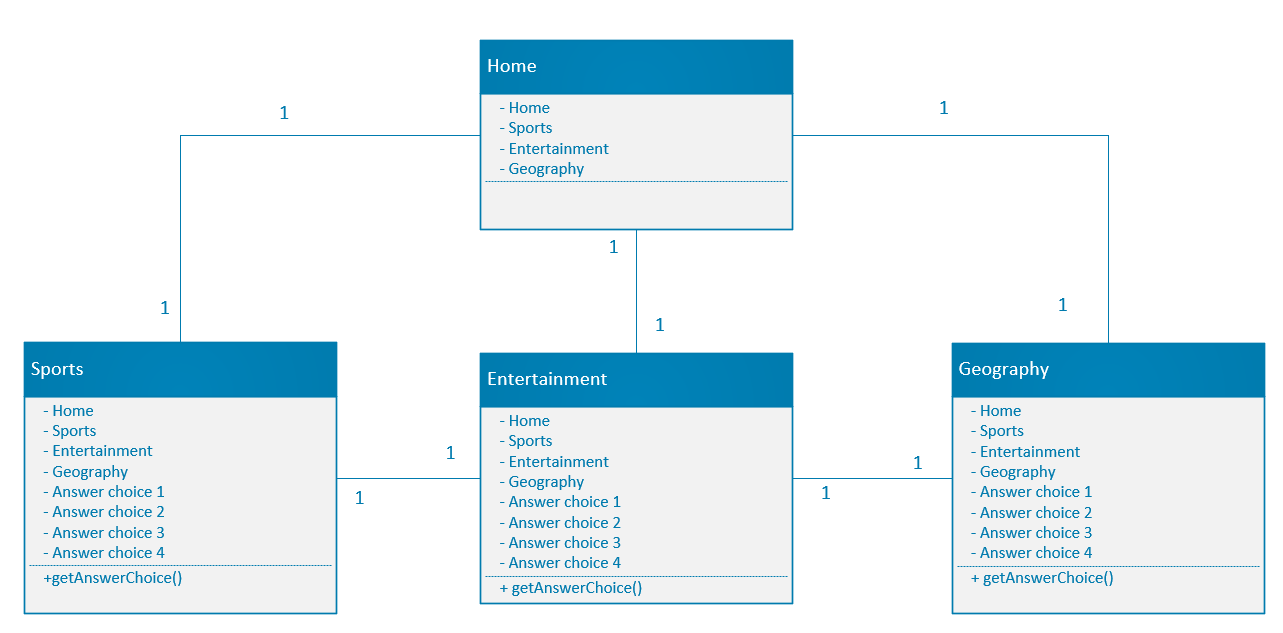 Home
- Home
- Sports
- Entertainment
- Geography
1
1
1
1
1
1
Sports
- Home
- Sports
- Entertainment
- Geography
- Answer choice 1
- Answer choice 2
- Answer choice 3
- Answer choice 4
+getAnswerChoice()
1
1
Entertainment
- Home
- Sports
- Entertainment
- Geography
- Answer choice 1
- Answer choice 2
- Answer choice 3
- Answer choice 4
+ getAnswerChoice()
1
1
Geography
- Home
- Sports
- Entertainment
- Geography
- Answer choice 1
- Answer choice 2
- Answer choice 3
- Answer choice 4
+ getAnswerChoice()